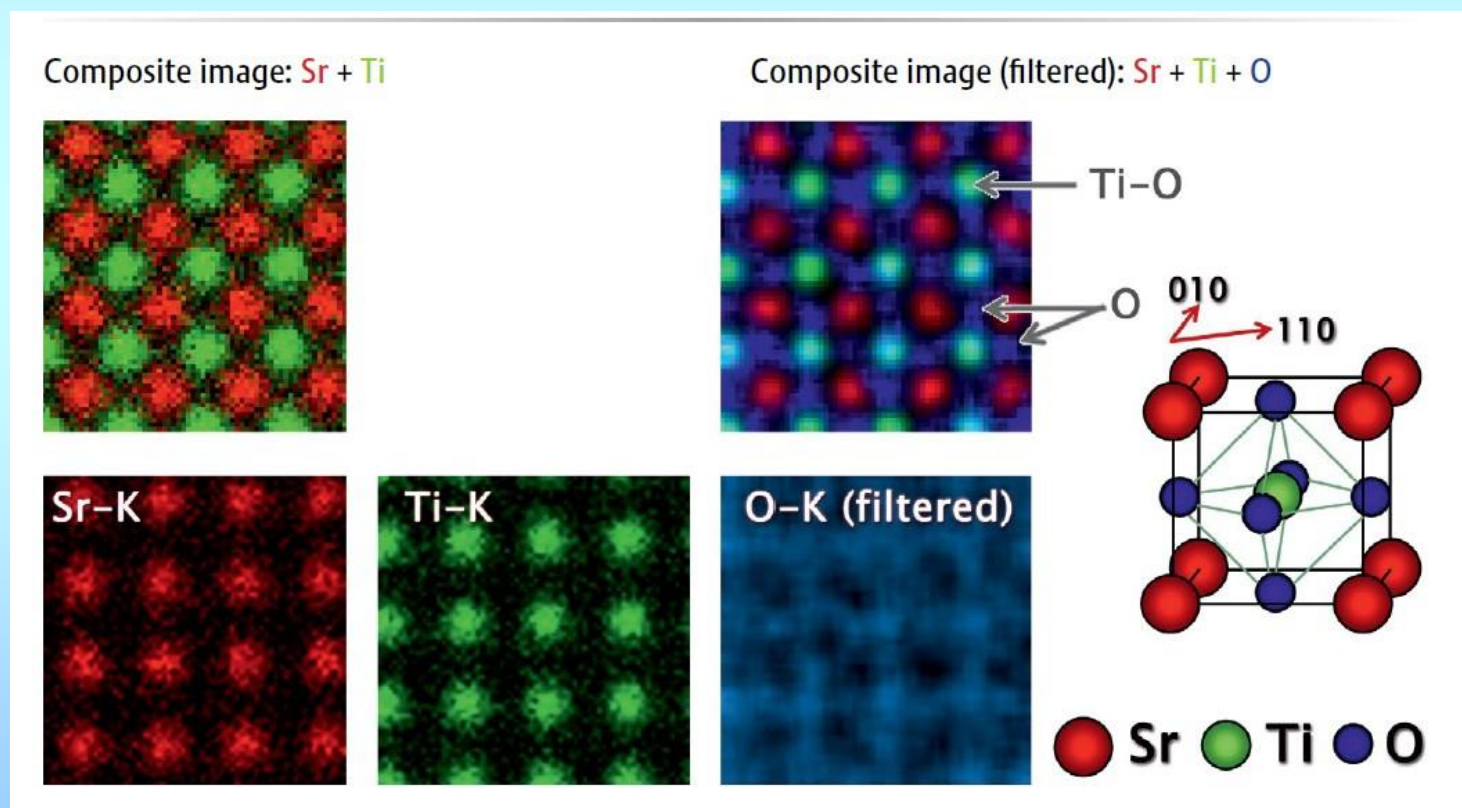 Composite image: Sr + Ti
Composite image (filtered): Sr + Ti + O
Ti–O
O
010
110
Sr–K
Ti–K
O–K (filtered)
Sr Ti O